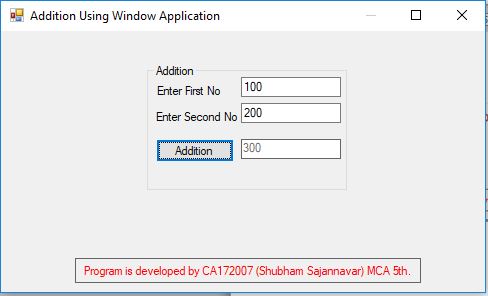 Addition Using Window Application
Addition
Enter First No 100
Enter Second No 200
Addition 300
Program is developed by CA172007 (Shubham Sajannavar) MCA 5th.